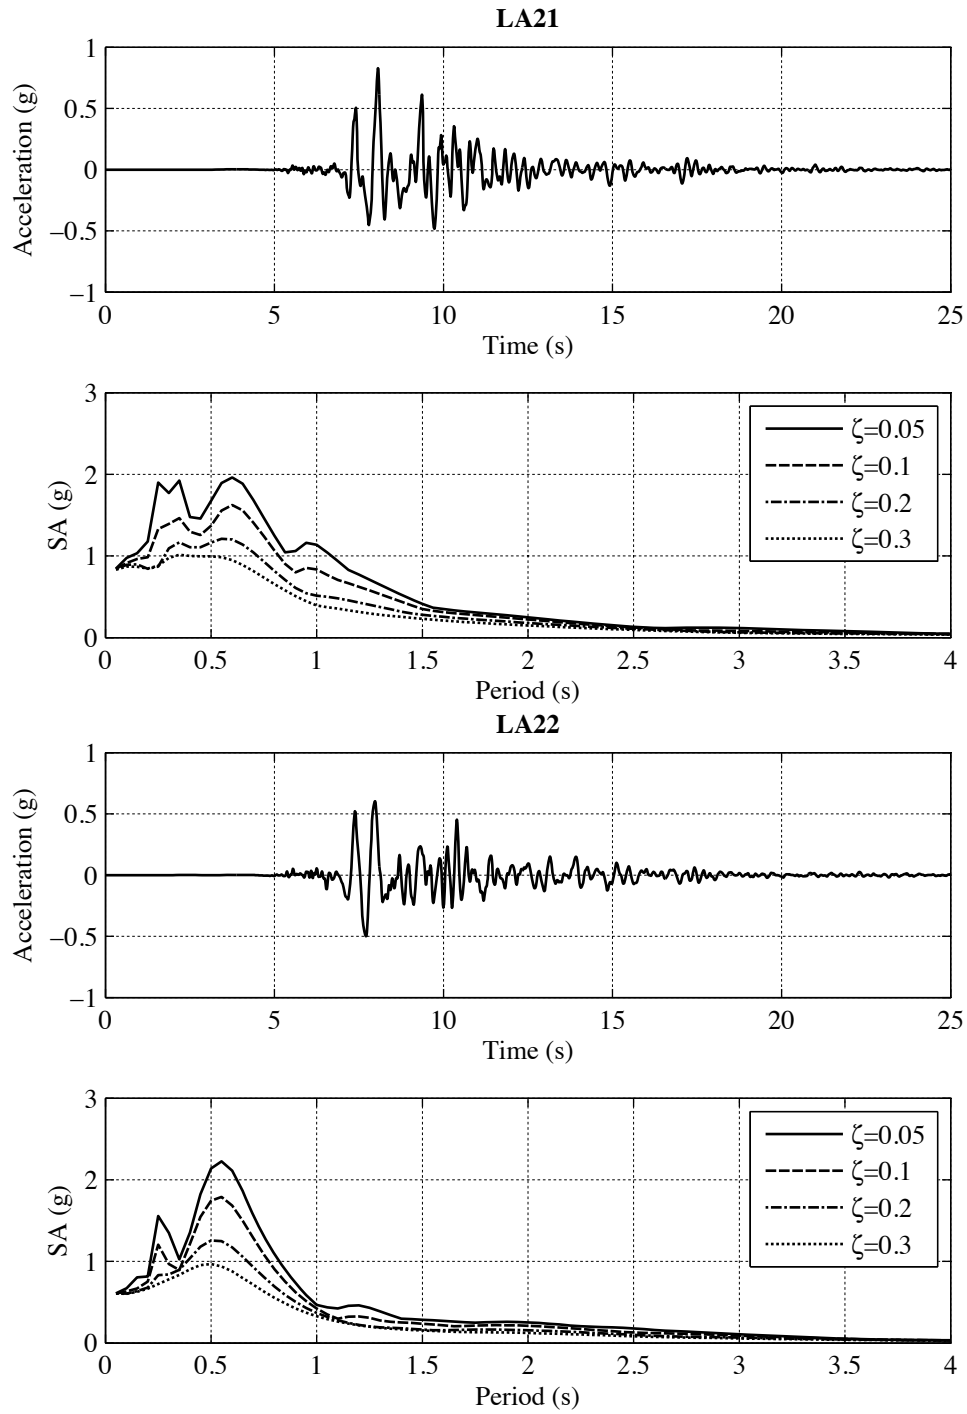 LA21
1
0.5
0
–0.5
–1
Acceleration (g)
0 5 10 15 20 25
Time (s)
3
2
1
0
SA (g)
ζ=0.05
ζ=0.1
ζ=0.2
ζ=0.3
0 0.5 1 1.5 2 2.5 3 3.5 4
Period (s)
LA22
1
0.5
0
–0.5
–1
Acceleration (g)
0 5 10 15 20 25
Time (s)
3
2
1
0
SA (g)
ζ=0.05
ζ=0.1
ζ=0.2
ζ=0.3
0 0.5 1 1.5 2 2.5 3 3.5 4
Period (s)